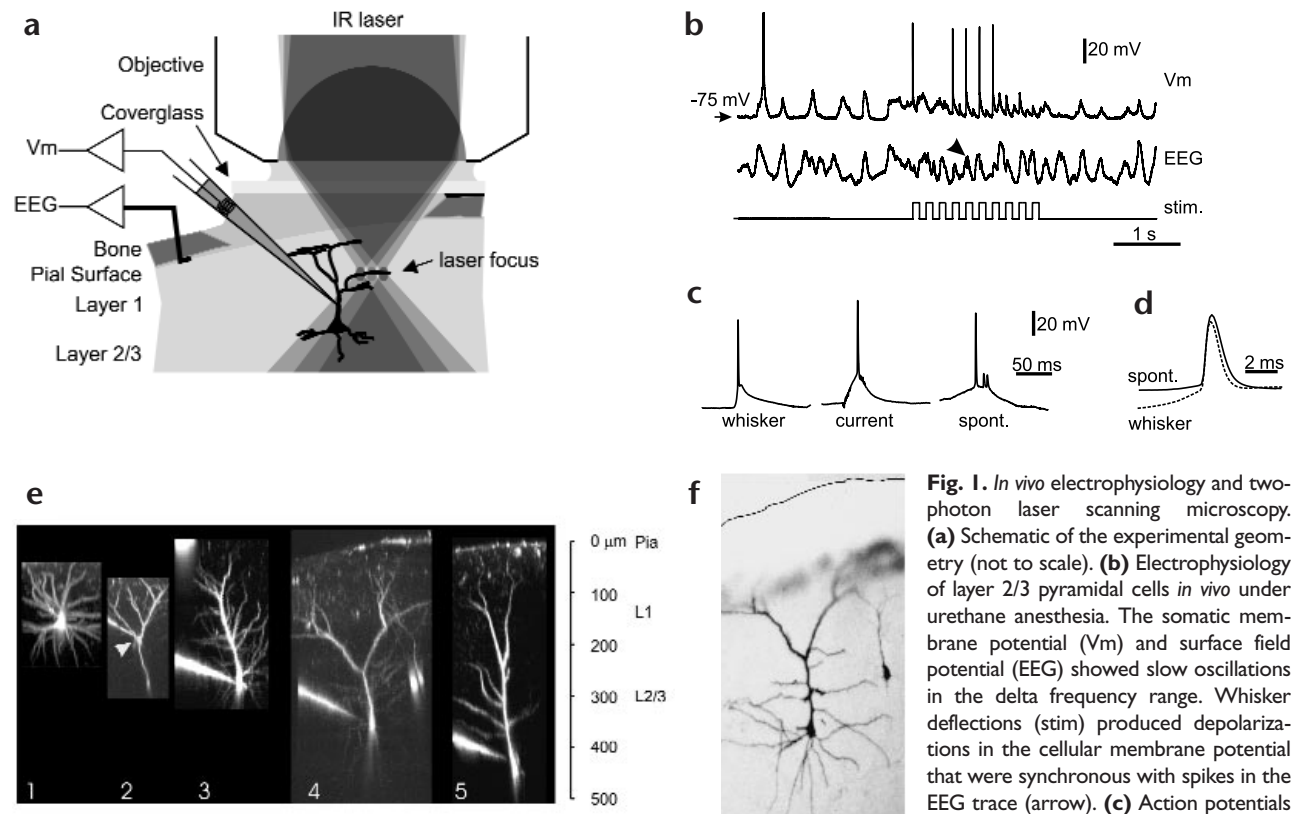 a
IR laser
Objective
Coverglass
Vm
EEG
Bone
Pial Surface
Layer 1
Layer 2/3
laser focus
b
20 mV
Vm
-75 mV
EEG
stim.
1 s
c
20 mV
50 ms
whisker
current
spont.
d
spont.
whisker
2 ms
e
0 µm Pia
100
L1
200
300
L2/3
400
500
1
2
3
4
5
f
Fig. 1. In vivo electrophysiology and two-
photon laser scanning microscopy.
(a) Schematic of the experimental geom-
etry (not to scale). (b) Electrophysiology
of layer 2/3 pyramidal cells in vivo under
urethane anesthesia. The somatic mem-
brane potential (Vm) and surface field
potential (EEG) showed slow oscillations
in the delta frequency range. Whisker
deflections (stim) produced depolariza-
tions in the cellular membrane potential
that were synchronous with spikes in the
EEG trace (arrow). (c) Action potentials